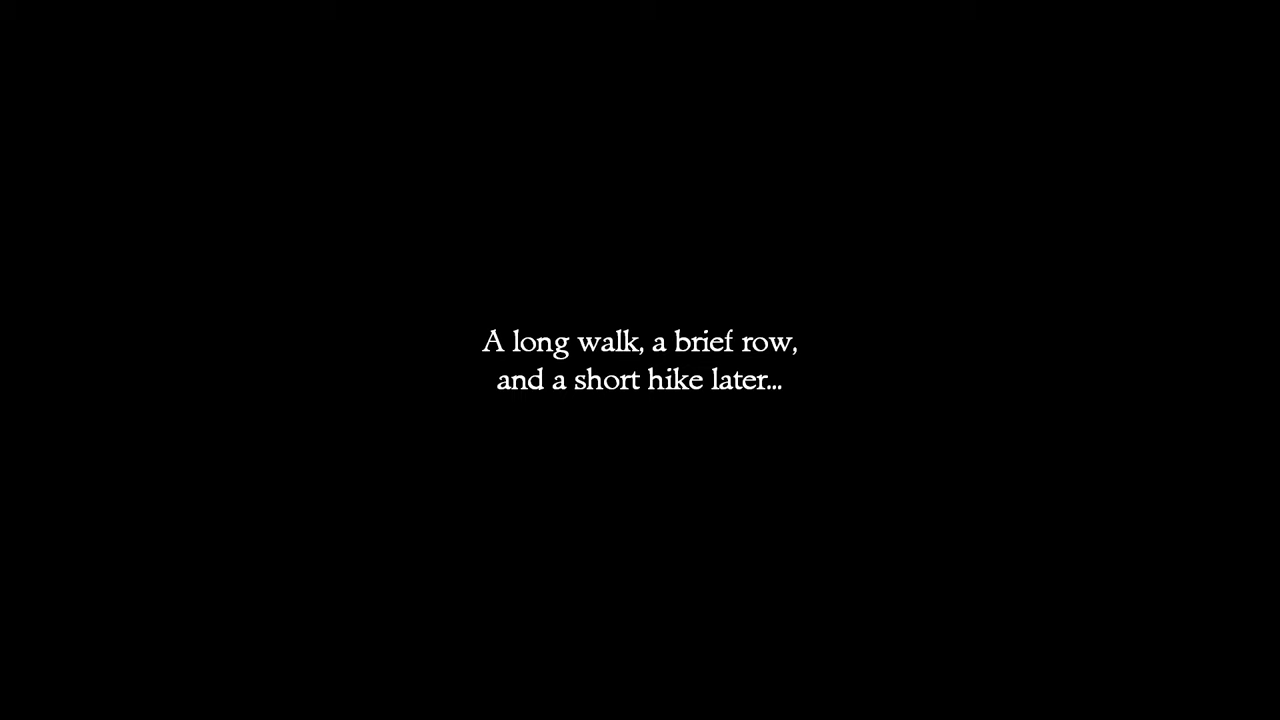 A long walk, a brief row,
and a short hike later...